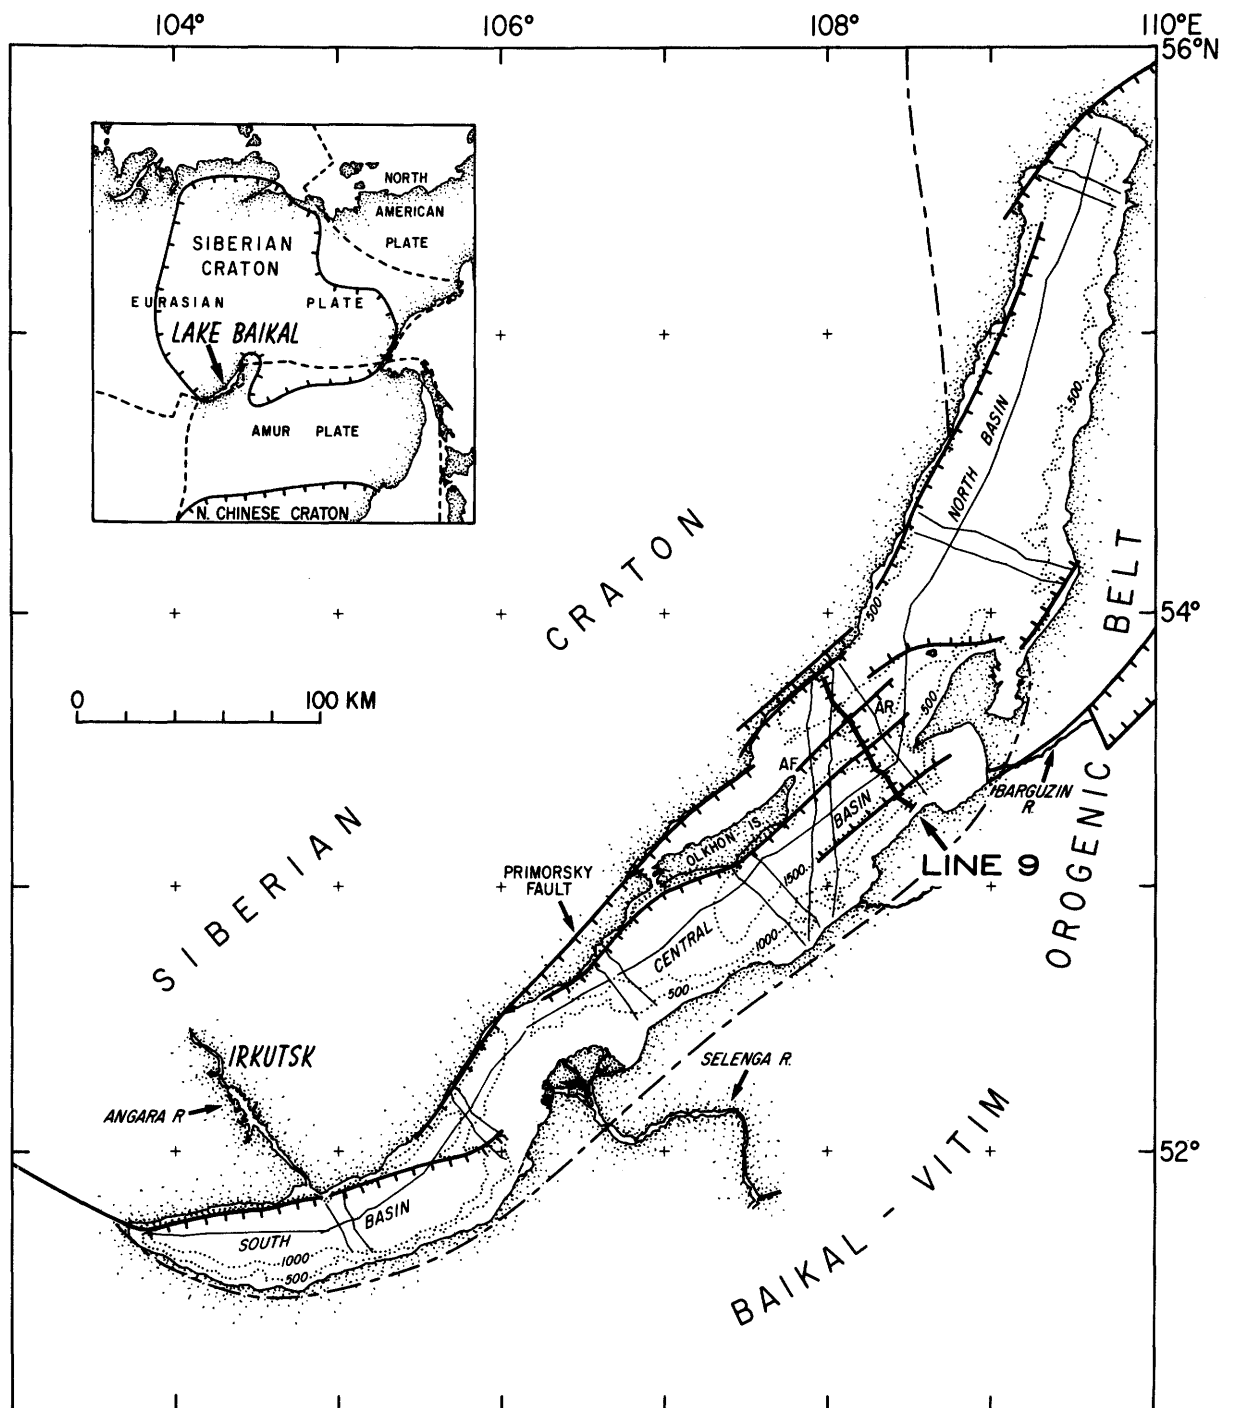 104°
106°
108°
110°E
56°N
NORTH
AMERICAN
PLATE
SIBERIAN
CRATON
EURASIAN PLATE
LAKE BAIKAL
AMUR PLATE
N. CHINESE CRATON
500
NORTH BASIN
BELT
CRATON
54°
500
0 100 KM
500
AR
AF
BARGUZIN
R.
BASIN
OLKHON IS.
LINE 9
PRIMORSKY
FAULT
1500
OROGENIC
SIBERIAN
CENTRAL
1000
500
IRKUTSK
SELENGA R.
ANGARA R
52°
BASIN
SOUTH
1000
500
BAIKAL - VITIM